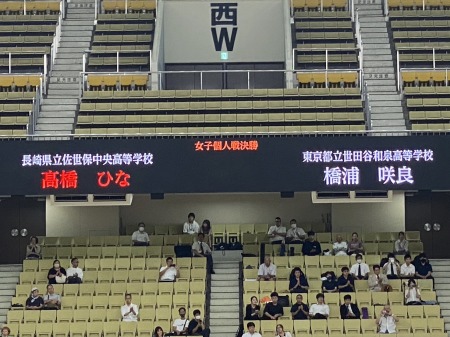 西
W
女子個人戦決勝
長崎県立佐世保中央高等学校
東京都立世田谷和泉高等学校
高橋 ひな
橋浦 咲良